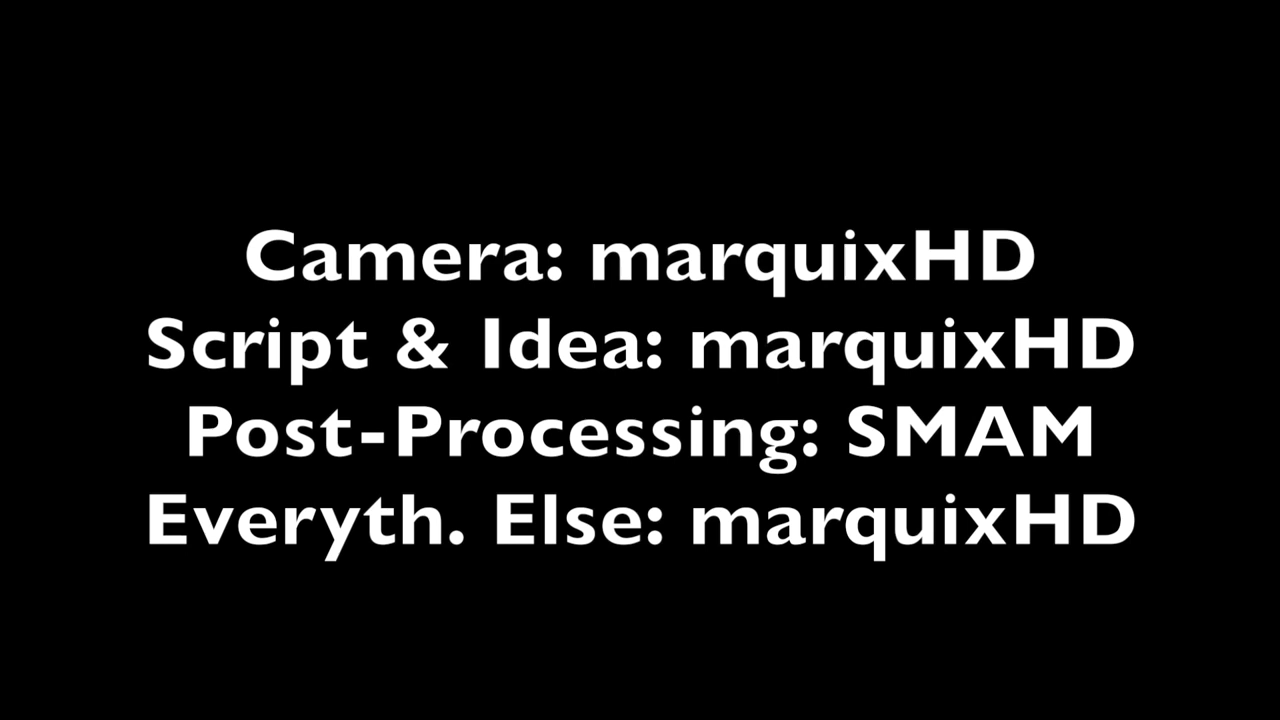 Camera: marquixHD
Script & Idea: marquixHD
Post-Processing: SMAM
Everyth. Else: marquixHD